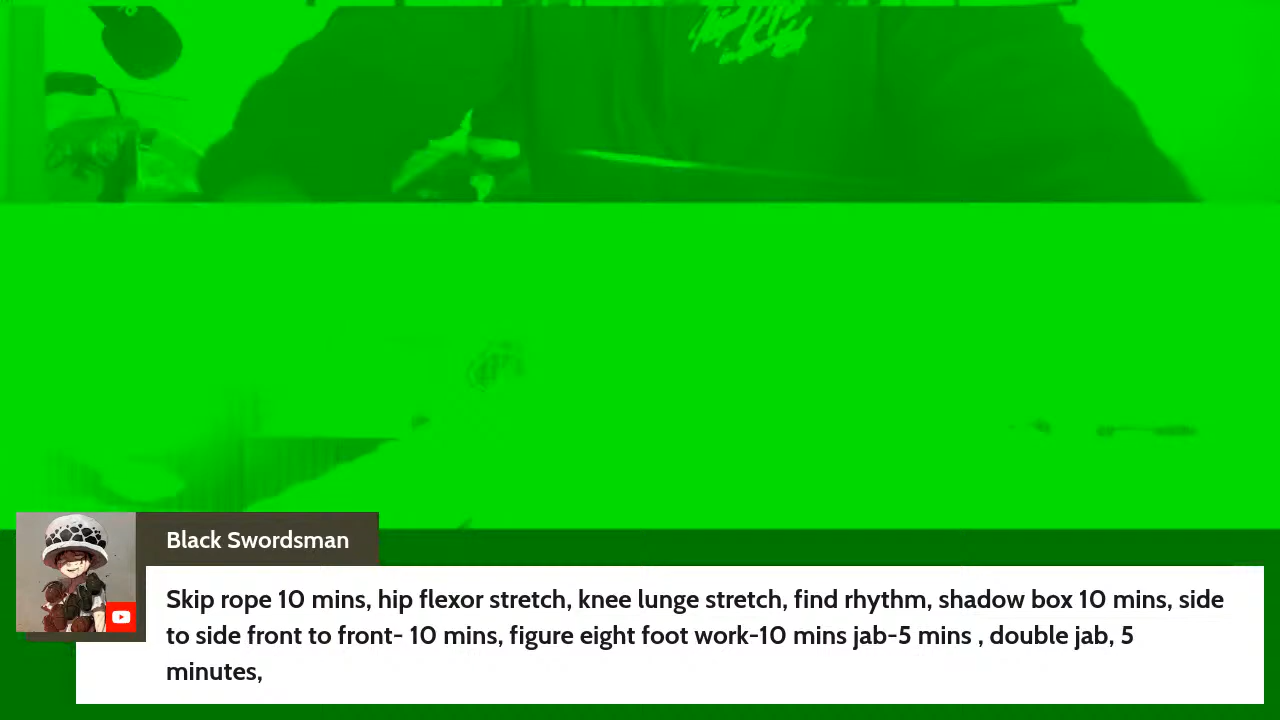 Black Swordsman
Skip rope 10 mins, hip flexor stretch, knee lunge stretch, find rhythm, shadow box 10 mins, side
to side front to front- 10 mins, figure eight foot work-10 mins jab-5 mins , double jab, 5
minutes,